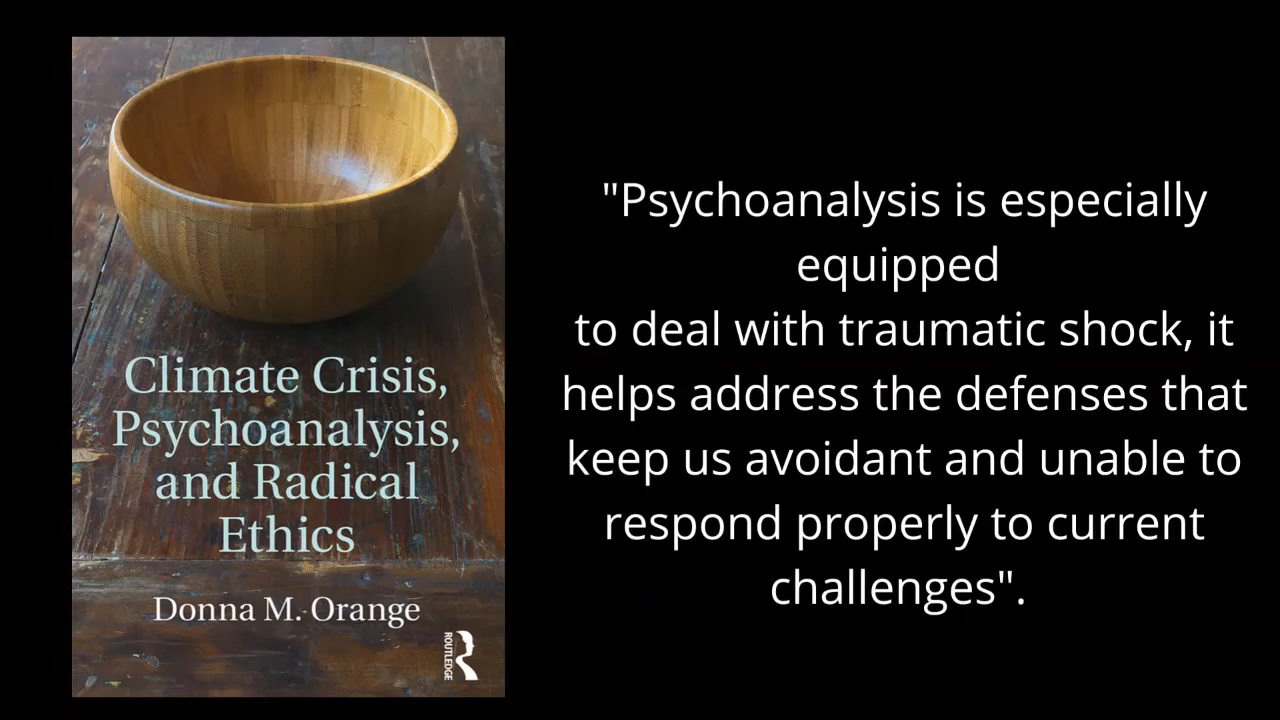 Climate Crisis,
Psychoanalysis,
and Radical
Ethics
Donna M. Orange
ROUTLEDGE
"Psychoanalysis is especially
equipped
to deal with traumatic shock, it
helps address the defenses that
keep us avoidant and unable to
respond properly to current
challenges".